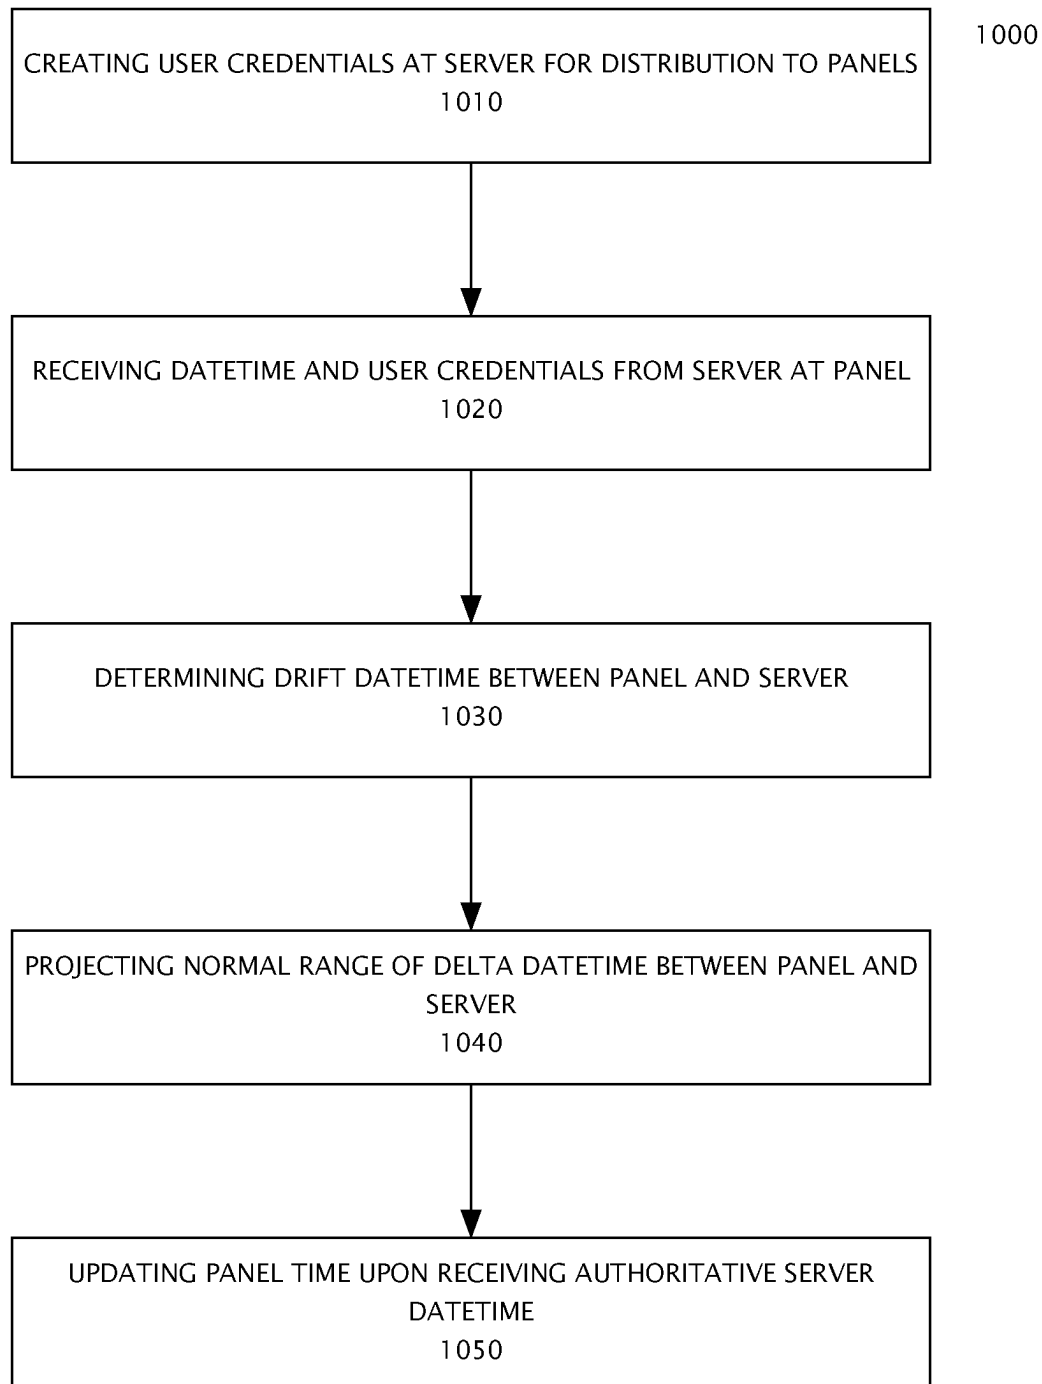 1000
CREATING USER CREDENTIALS AT SERVER FOR DISTRIBUTION TO PANELS
1010
RECEIVING DATETIME AND USER CREDENTIALS FROM SERVER AT PANEL
1020
DETERMINING DRIFT DATETIME BETWEEN PANEL AND SERVER
1030
PROJECTING NORMAL RANGE OF DELTA DATETIME BETWEEN PANEL AND
SERVER
1040
UPDATING PANEL TIME UPON RECEIVING AUTHORITATIVE SERVER
DATETIME
1050